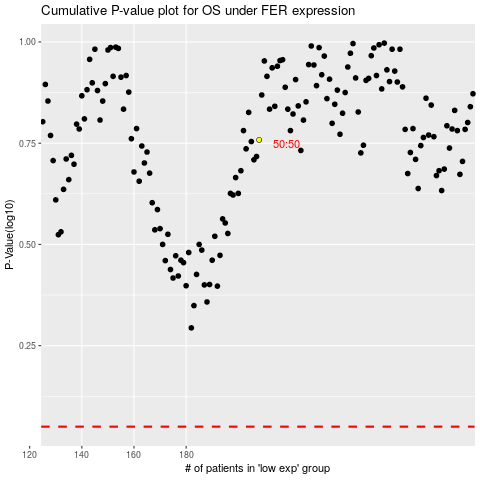 Cumulative P-value plot for OS under FER expression
P-Value(log10)
1.00
0.75
0.50
0.25
50:50
120 140 160 180
# of patients in 'low exp' group